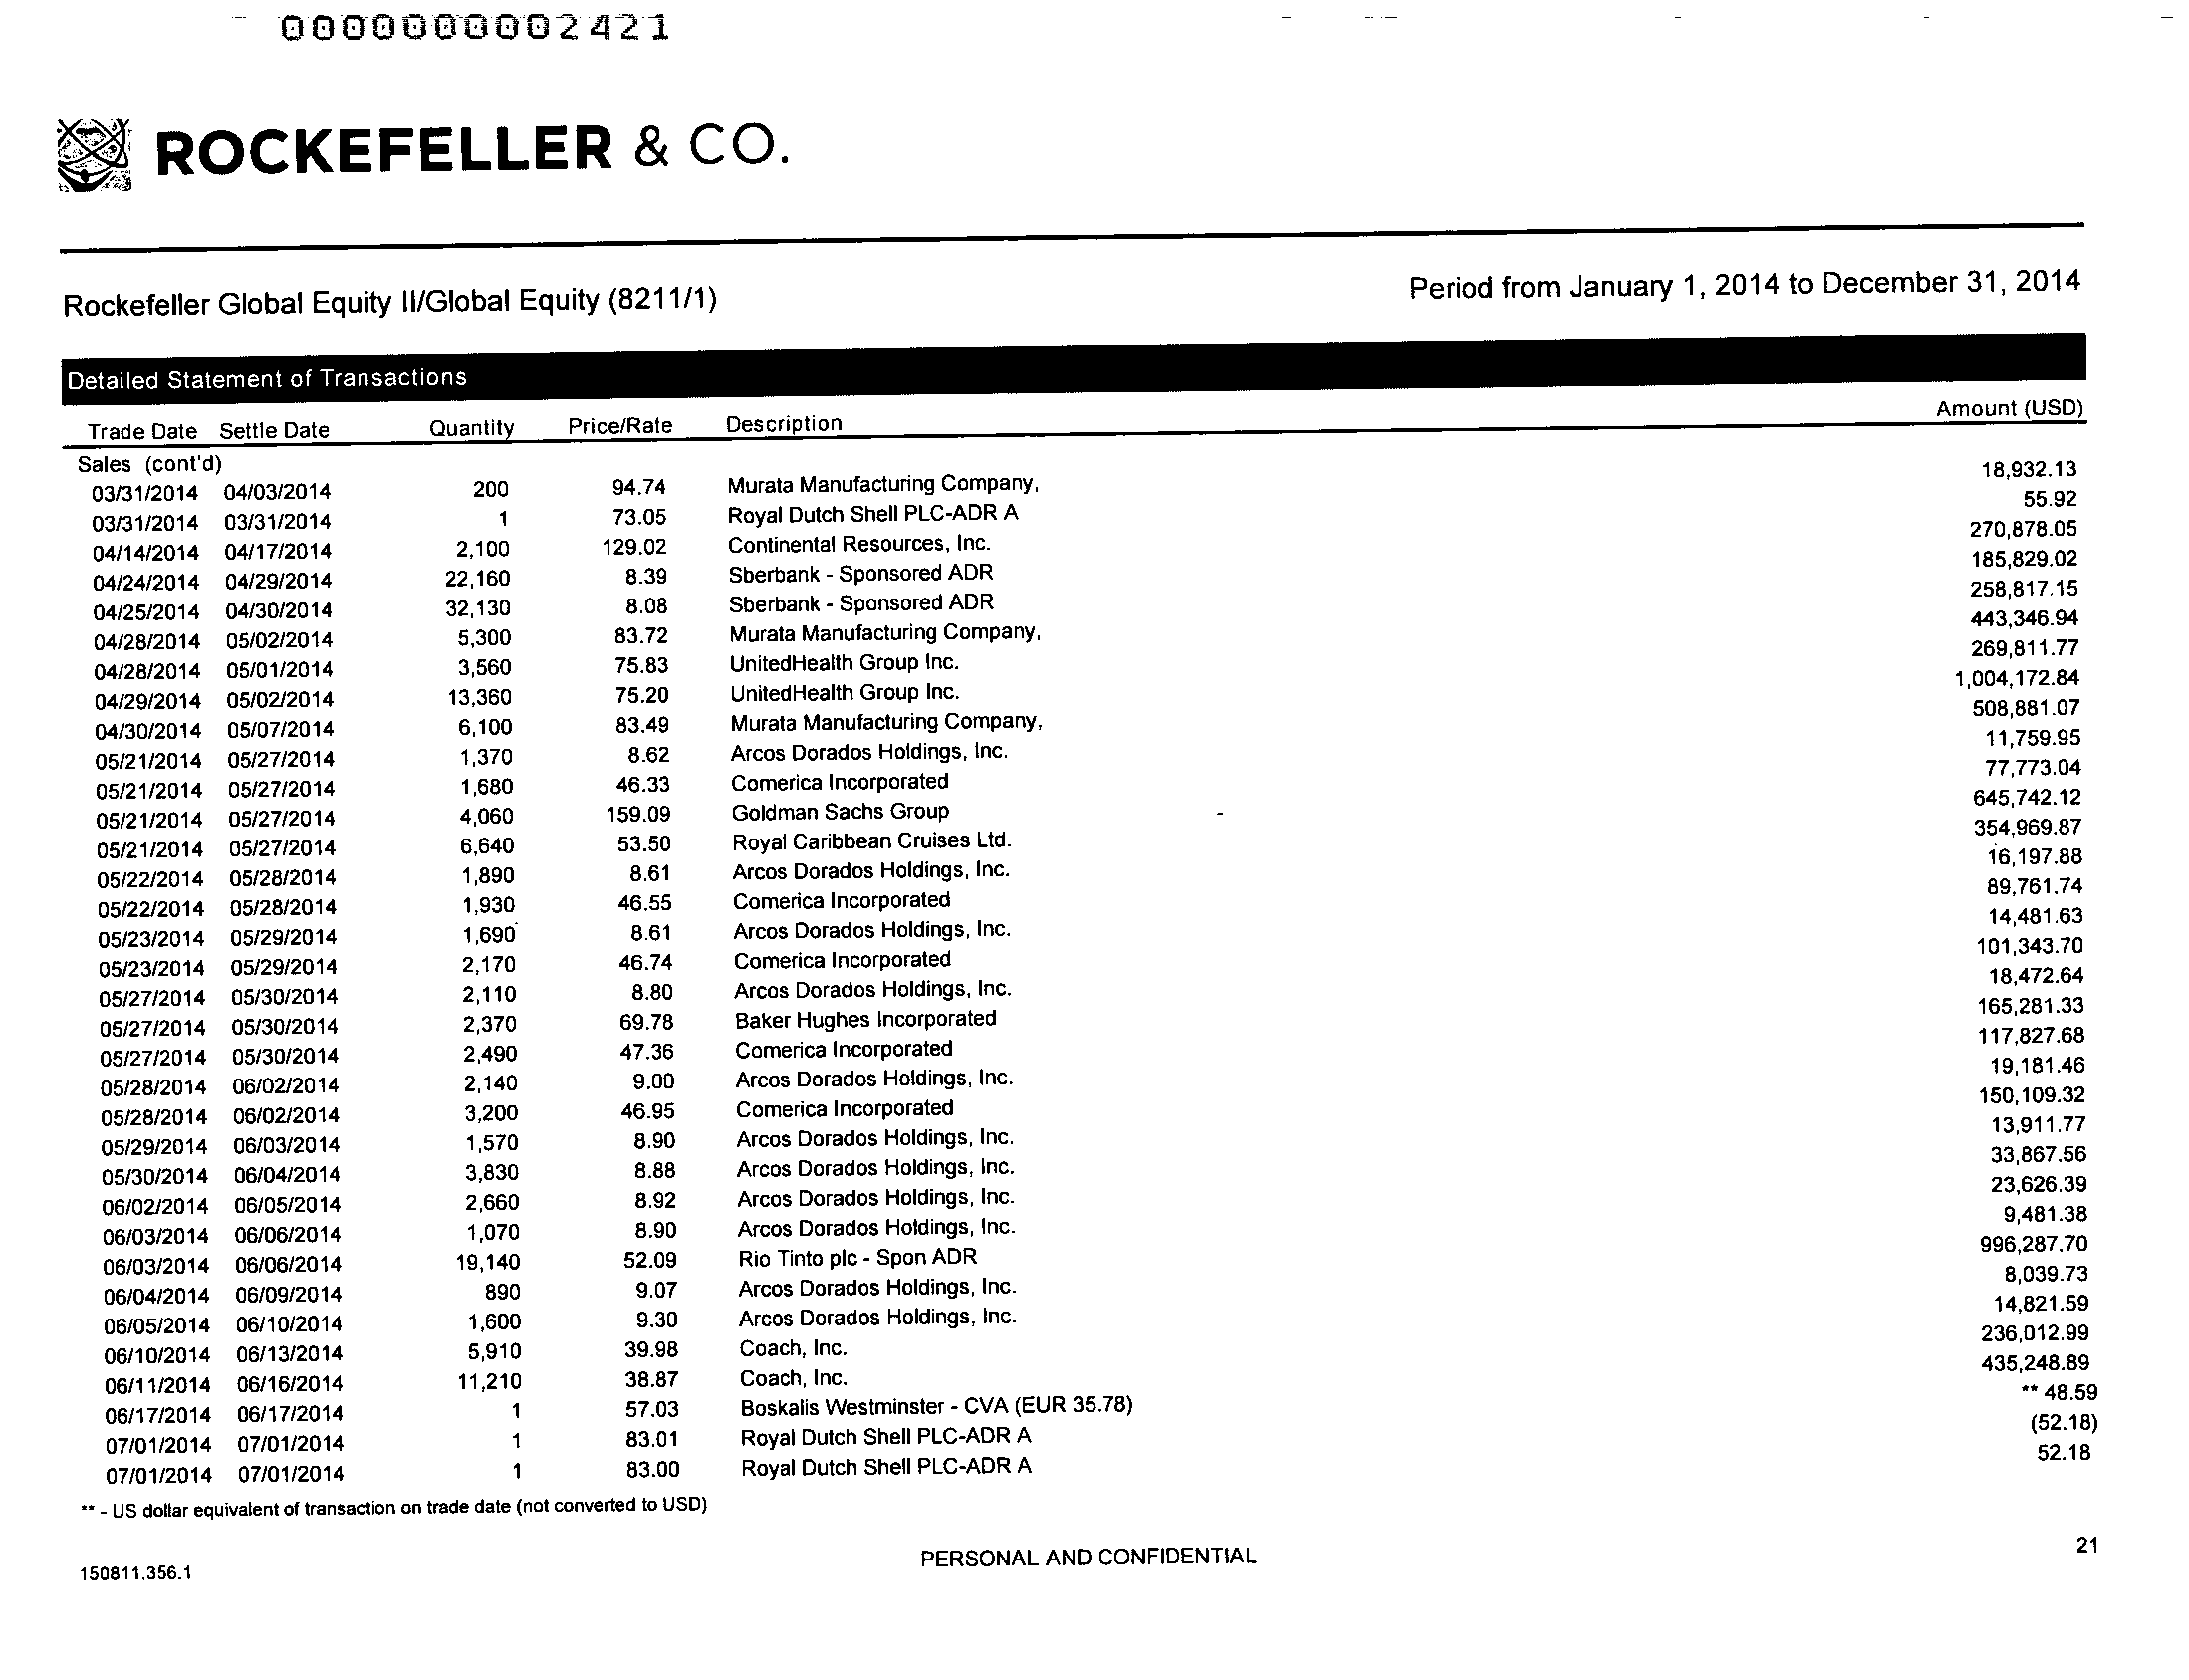 0000000002421
ROCKEFELLER & CO.
Rockefeller Global Equity II/Global Equity (8211/1) Period from January 1, 2014 to December 31, 2014
Detailed Statement of Transactions
Trade Date Settle Date Quantity Price/Rate Description Amount (USD)
Sales (cont'd)
03/31/2014 04/03/2014 200 94.74 Murata Manufacturing Company, 18,932.13
03/31/2014 03/31/2014 1 73.05 Royal Dutch Shell PLC-ADR A 55.92
04/14/2014 04/17/2014 2,100 129.02 Continental Resources, Inc. 270,878.05
04/24/2014 04/29/2014 22,160 8.39 Sberbank - Sponsored ADR 185,829.02
04/25/2014 04/30/2014 32,130 8.08 Sberbank - Sponsored ADR 258,817.15
04/28/2014 05/02/2014 5,300 83.72 Murata Manufacturing Company, 443,346.94
04/28/2014 05/01/2014 3,560 75.83 UnitedHealth Group Inc. 269,811.77
04/29/2014 05/02/2014 13,360 75.20 UnitedHealth Group Inc. 1,004,172.84
04/30/2014 05/07/2014 6,100 83.49 Murata Manufacturing Company, 508,881.07
05/21/2014 05/27/2014 1,370 8.62 Arcos Dorados Holdings, Inc. 11,759.95
05/21/2014 05/27/2014 1,680 46.33 Comerica Incorporated 77,773.04
05/21/2014 05/27/2014 4,060 159.09 Goldman Sachs Group 645,742.12
05/21/2014 05/27/2014 6,640 53.50 Royal Caribbean Cruises Ltd. 354,969.87
05/22/2014 05/28/2014 1,890 8.61 Arcos Dorados Holdings, Inc. 16,197.88
05/22/2014 05/28/2014 1,930 46.55 Comerica Incorporated 89,761.74
05/23/2014 05/29/2014 1,690 8.61 Arcos Dorados Holdings, Inc. 14,481.63
05/23/2014 05/29/2014 2,170 46.74 Comerica Incorporated 101,343.70
05/27/2014 05/30/2014 2,110 8.80 Arcos Dorados Holdings, Inc. 18,472.64
05/27/2014 05/30/2014 2,370 69.78 Baker Hughes Incorporated 165,281.33
05/27/2014 05/30/2014 2,490 47.36 Comerica Incorporated 117,827.68
05/28/2014 06/02/2014 2,140 9.00 Arcos Dorados Holdings, Inc. 19,181.46
05/28/2014 06/02/2014 3,200 46.95 Comerica Incorporated 150,109.32
05/29/2014 06/03/2014 1,570 8.90 Arcos Dorados Holdings, Inc. 13,911.77
05/30/2014 06/04/2014 3,830 8.88 Arcos Dorados Holdings, Inc. 33,867.56
06/02/2014 06/05/2014 2,660 8.92 Arcos Dorados Holdings, Inc. 23,626.39
06/03/2014 06/06/2014 1,070 8.90 Arcos Dorados Holdings, Inc. 9,481.38
06/03/2014 06/06/2014 19,140 52.09 Rio Tinto plc - Spon ADR 996,287.70
06/04/2014 06/09/2014 890 9.07 Arcos Dorados Holdings, Inc. 8,039.73
06/05/2014 06/10/2014 1,600 9.30 Arcos Dorados Holdings, Inc. 14,821.59
06/10/2014 06/13/2014 5,910 39.98 Coach, Inc. 236,012.99
06/11/2014 06/16/2014 11,210 38.87 Coach, Inc. 435,248.89
06/17/2014 06/17/2014 1 57.03 Boskalis Westminster - CVA (EUR 35.78) ** 48.59
07/01/2014 07/01/2014 1 83.01 Royal Dutch Shell PLC-ADR A (52.18)
07/01/2014 07/01/2014 1 83.00 Royal Dutch Shell PLC-ADR A 52.18
** - US dollar equivalent of transaction on trade date (not converted to USD)
150811.356.1 PERSONAL AND CONFIDENTIAL 21